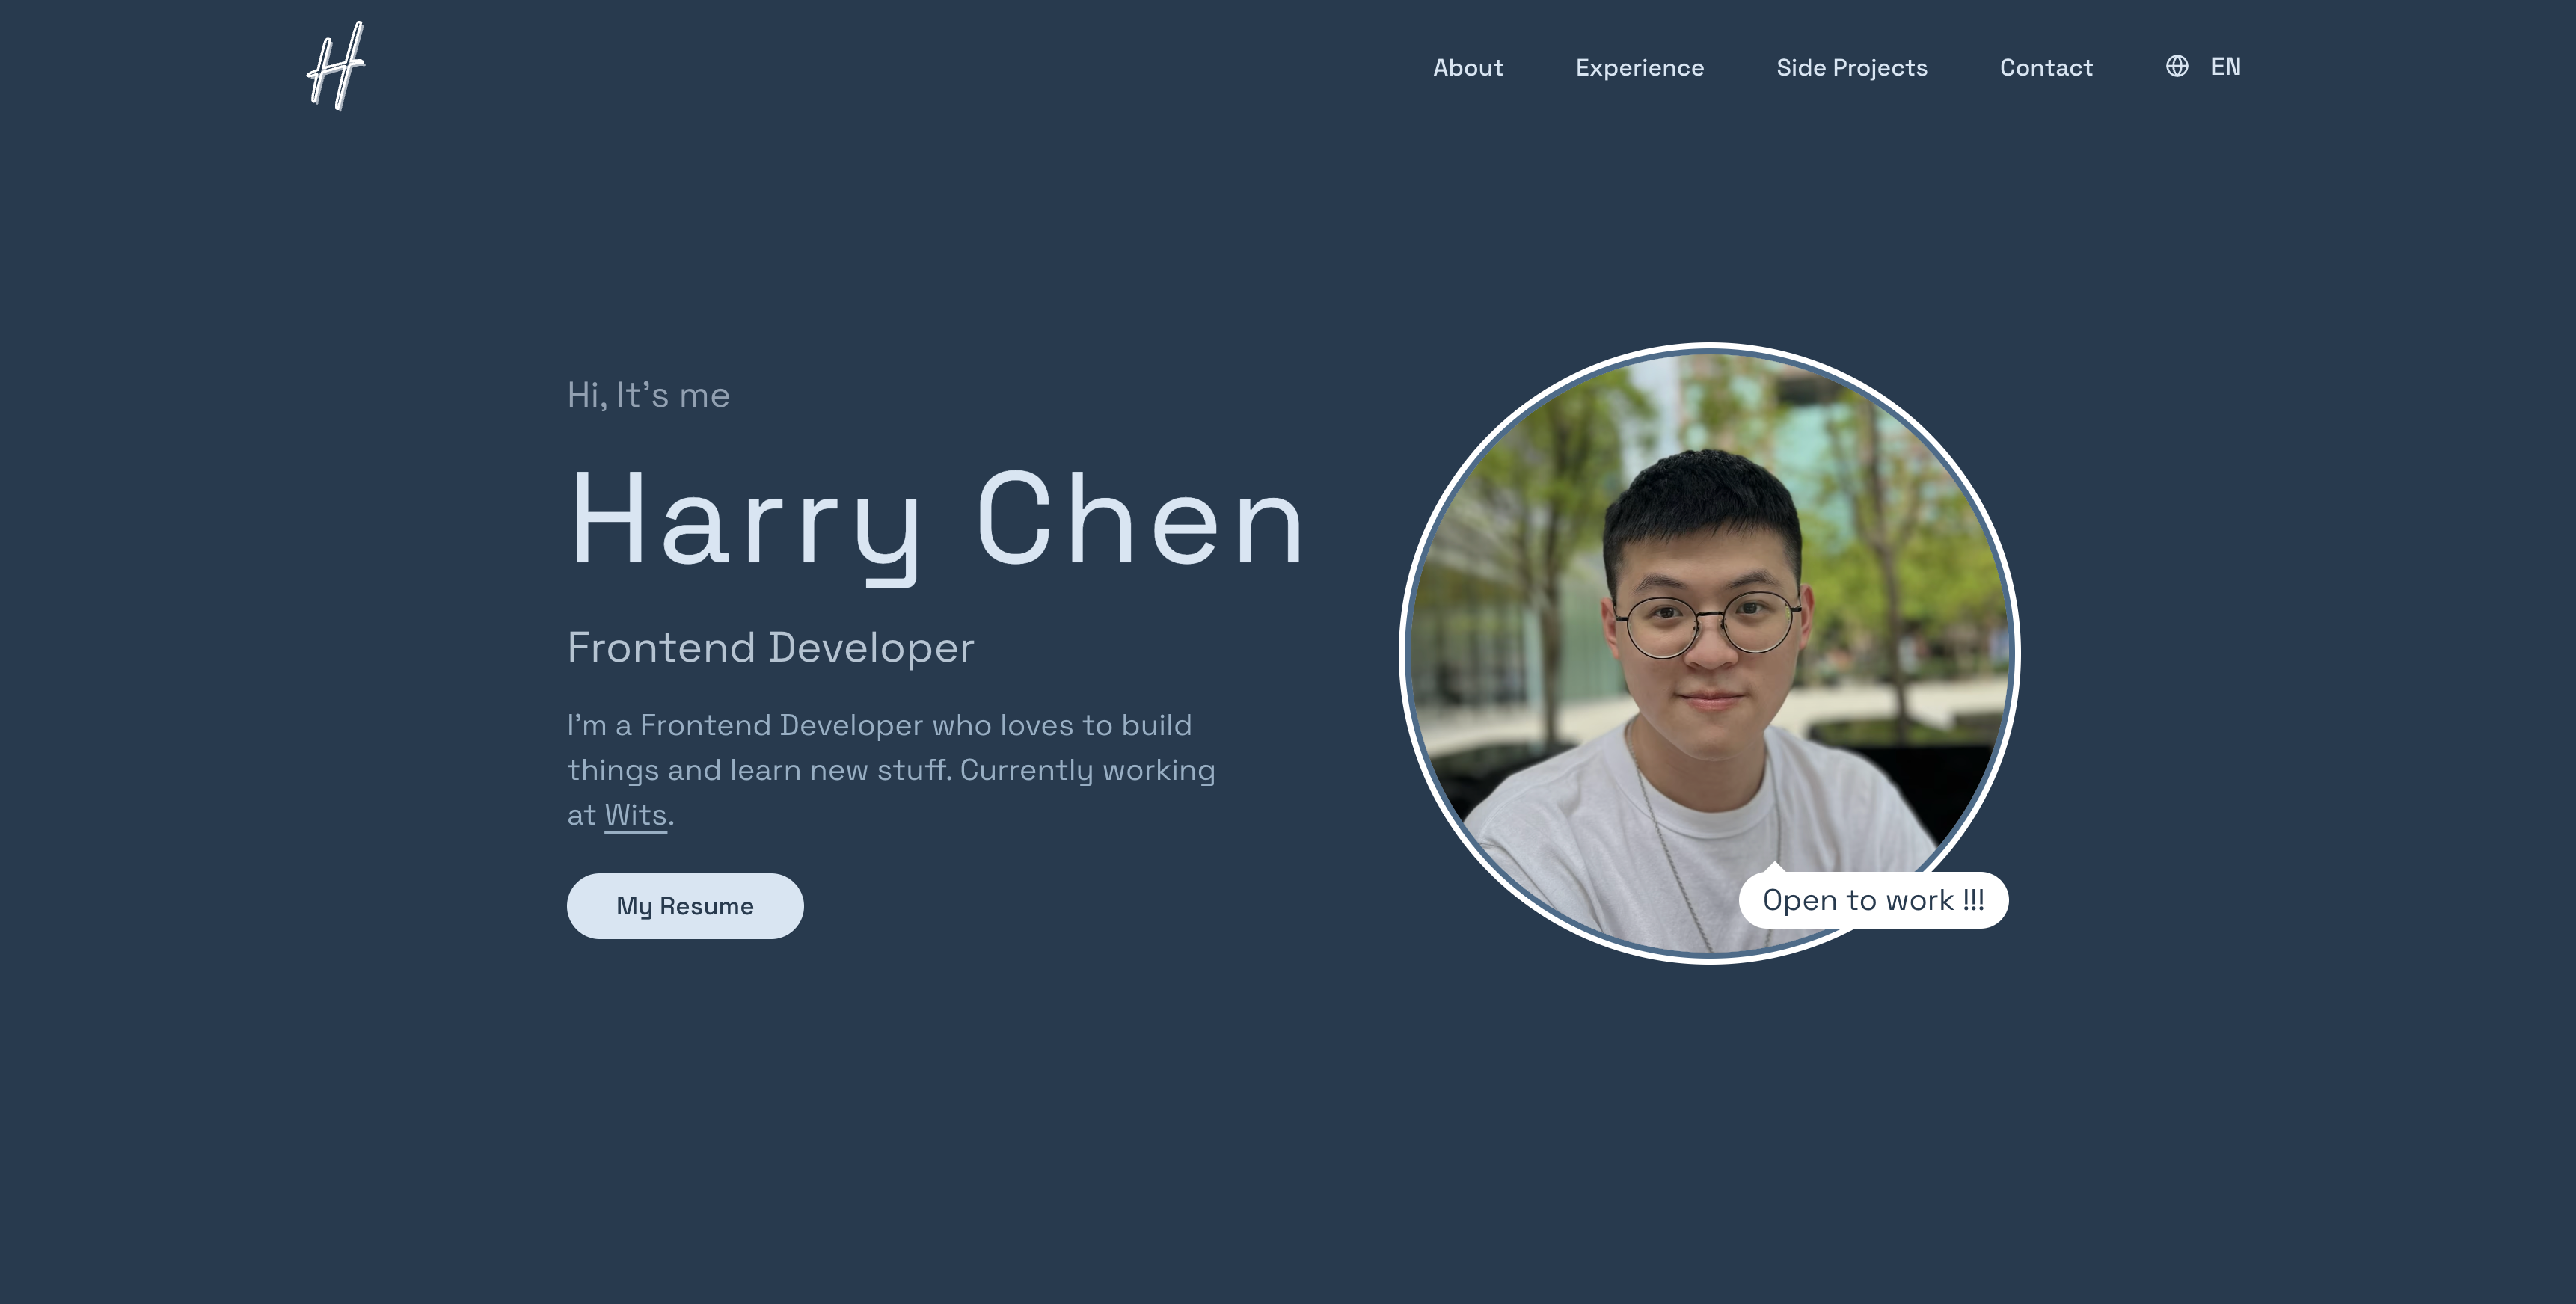 H
About
Experience
Side Projects
Contact
EN
Hi, It's me
Harry Chen
Frontend Developer
I'm a Frontend Developer who loves to build
things and learn new stuff. Currently working
at Wits.
My Resume
Open to work !!!